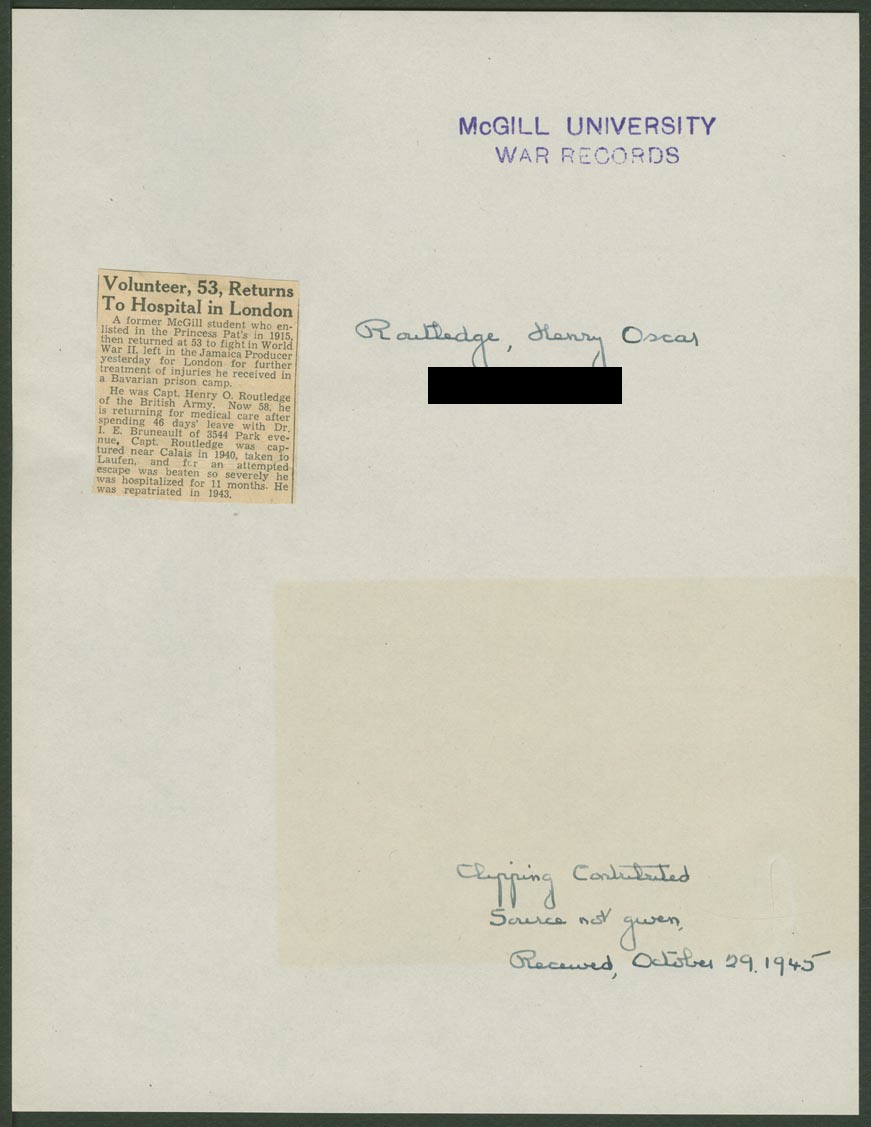 McGILL UNIVERSITY
WAR RECORDS
Volunteer, 53, Returns
To Hospital in London
A former McGill student who en-
listed in the Princess Pat's in 1915,
then returned at 53 to fight in World
War II, left in the Jamaica Producer
yesterday for London for further
treatment of injuries he received in
a Bavarian prison camp.
He was Capt. Henry O. Routledge
of the British Army. Now 58, he
is returning for medical care after
spending 46 days' leave with Dr.
I. E. Bruneault of 3544 Park eve-
nue, Capt. Routledge was cap-
tured near Calais in 1940, taken to
Laufen, and for an attempted
escape was beaten so severely he
was hospitalized for 11 months. He
was repatriated in 1943.
Routledge, Henry Oscar
Clipping Contributed
Source not given,
Received, October 29, 1945